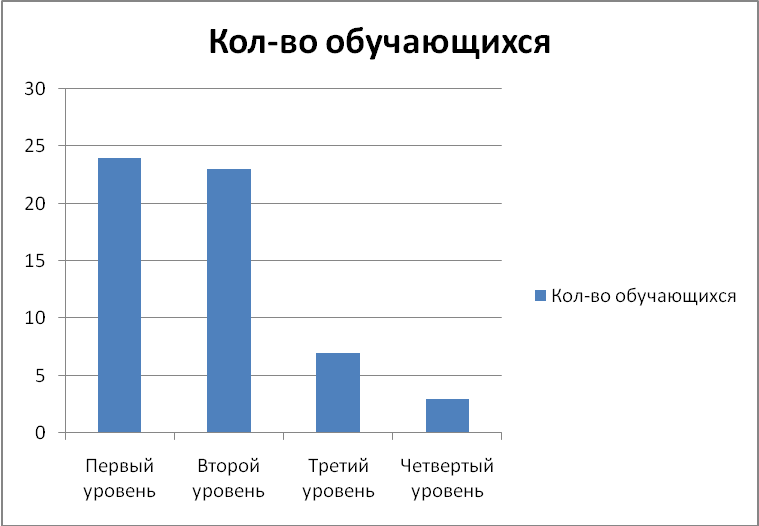 Кол-во обучающихся
30
25
20
15
10
5
0
Кол-во обучающихся
Первый
уровень
Второй
уровень
Третий
уровень
Четвертый
уровень